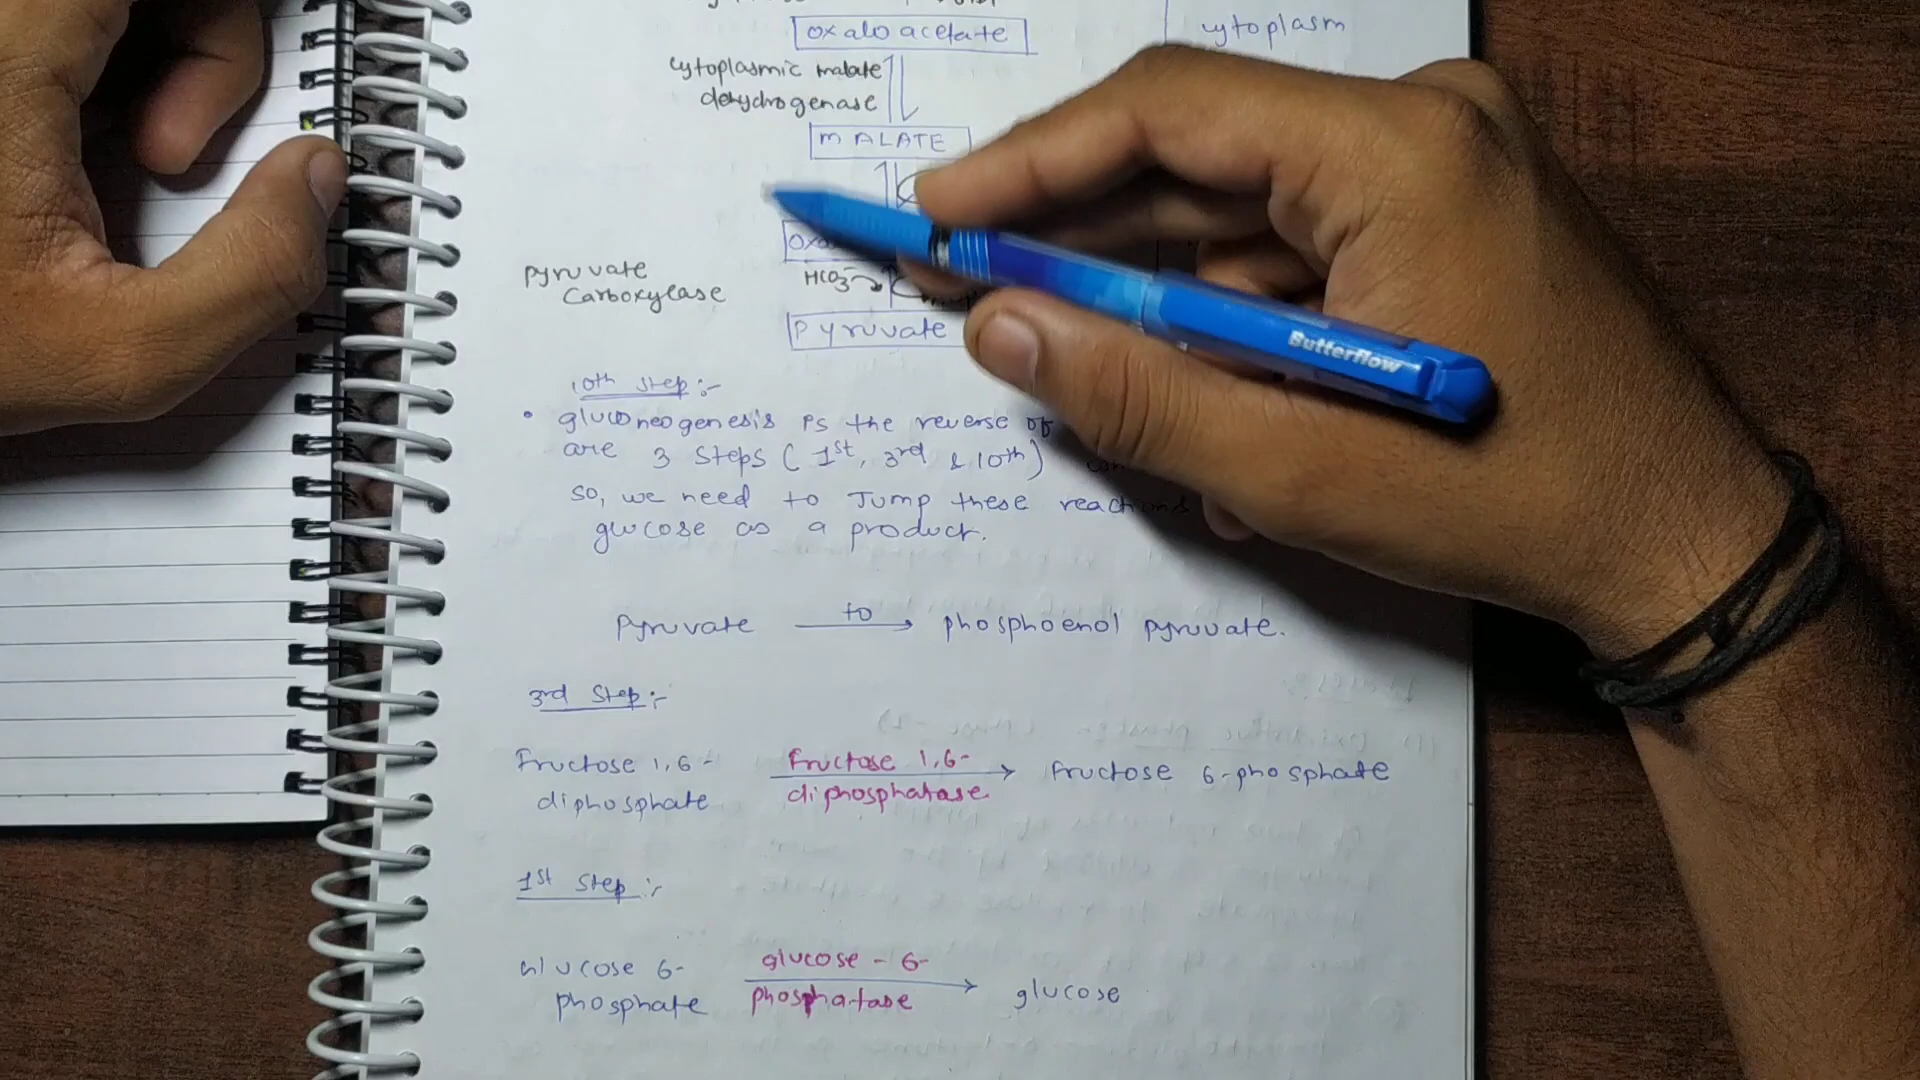 oxaloacetate
cytoplasm
cytoplasmic malate
dehydrogenase
MALATE
oxa
HCO3-
Pyruvate
Carboxylase
Pyruvate
10th Step:-
• gluconeogenesis is the reverse of
are 3 Steps (1st, 3rd & 10th)
so, we need to Jump these reactions
glucose as a product.
Pyruvate to phosphoenol pyruvate.
3rd Step:-
Fructose 1,6-
diphosphate
fructose 1,6-
diphosphatase
fructose 6-phosphate
1st Step:-
Glucose 6-
phosphate
glucose-6-
phosphatase
glucose
Butterflow